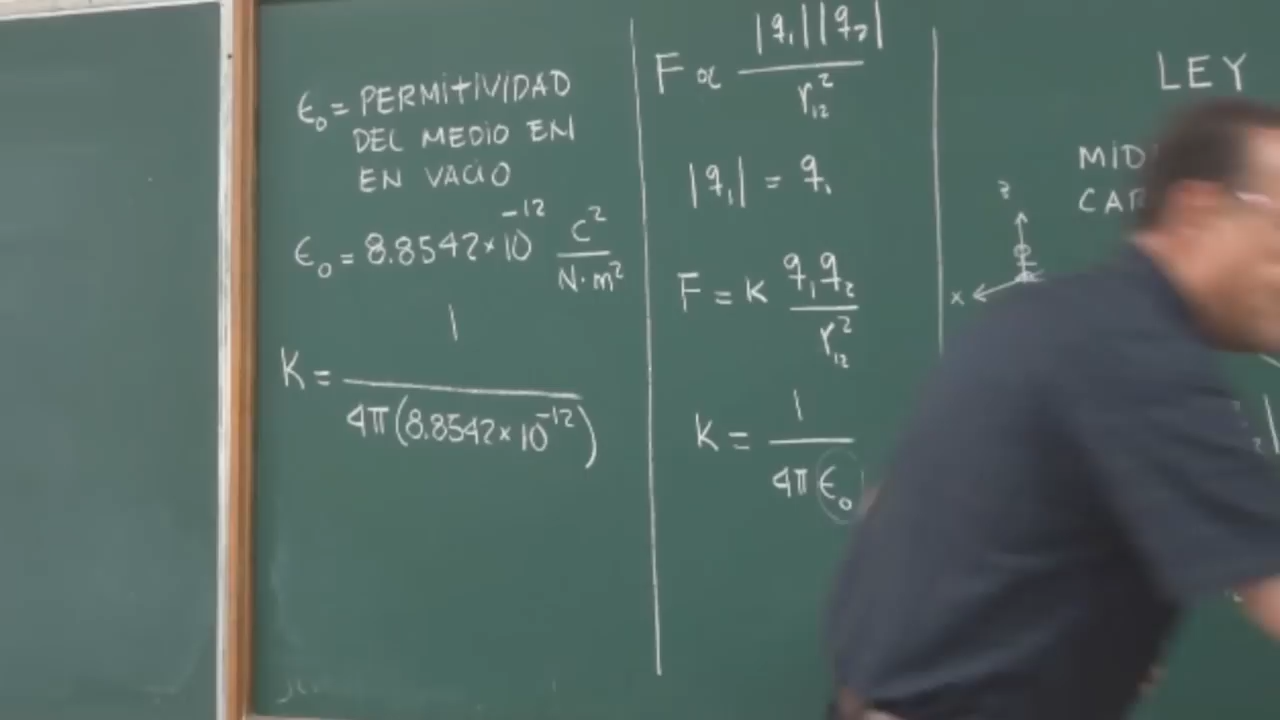 ϵ₀ = PERMITIVIDAD
DEL MEDIO EM
EN VACIO
ϵ₀ = 8.8542×10⁻¹² C²/N·m²
K = 1/4π(8.8542×10⁻¹²)
F ∝ |q₁||q₂|/r₁₂²
|q₁| = q₁
F = K q₁q₂/r₁₂²
K = 1/4πϵ₀
LEY
MID
CAR
z
x